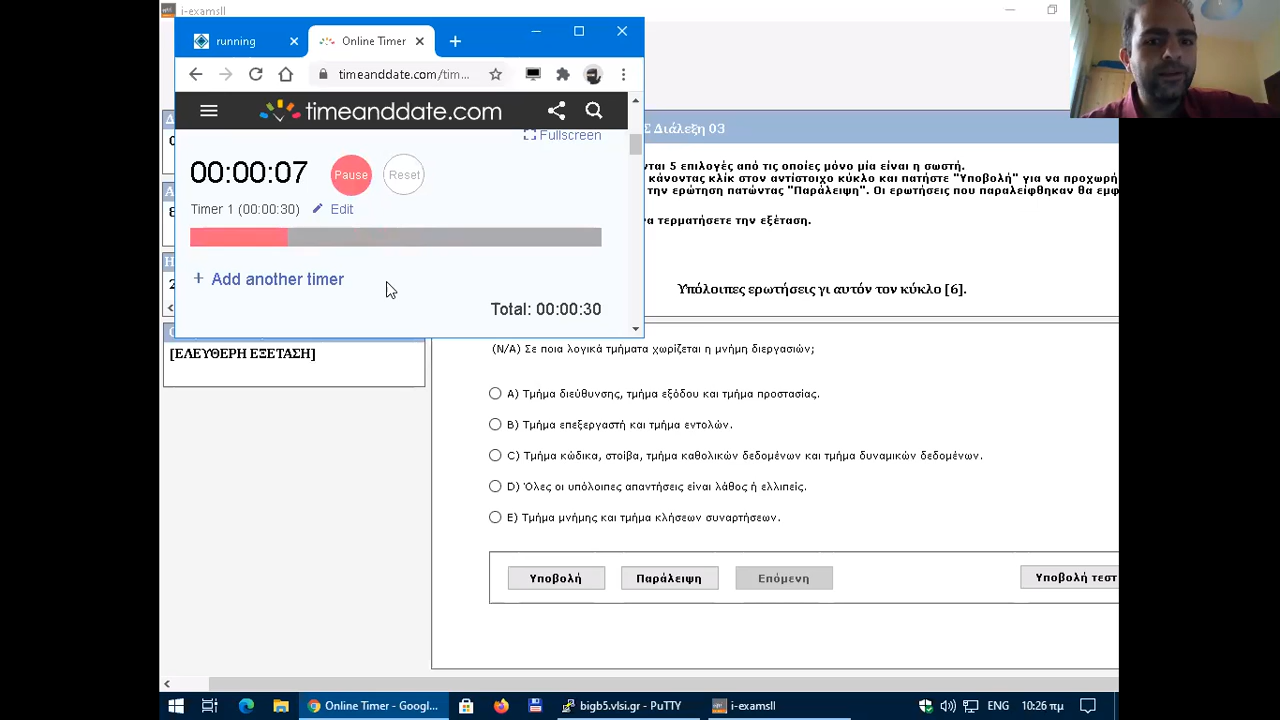 i-examsll
running
Online Timer
timeanddate.com/tim...
timeanddate.com
Fullscreen
00:00:07
Pause
Reset
Timer 1 (00:00:30)
Edit
+ Add another timer
Total: 00:00:30
Σ Διάλεξη 03
νται 5 επιλογές από τις οποίες μόνο μία είναι η σωστή.
κάνοντας κλίκ στον αντίστοιχο κύκλο και πατήστε "Υποβολή" για να προχωρή
την ερώτηση πατώντας "Παράλειψη". Οι ερωτήσεις που παραλείφθηκαν θα εμφ
να τερματήσετε την εξέταση.
Υπόλοιπες ερωτήσεις γι αυτόν τον κύκλο [6].
[ΕΛΕΥΘΕΡΗ ΕΞΕΤΑΣΗ]
(N/A) Σε ποια λογικά τμήματα χωρίζεται η μνήμη διεργασιών;
A) Τμήμα διεύθυνσης, τμήμα εξόδου και τμήμα προστασίας.
B) Τμήμα επεξεργαστή και τμήμα εντολών.
C) Τμήμα κώδικα, στοίβα, τμήμα καθολικών δεδομένων και τμήμα δυναμικών δεδομένων.
D) Όλες οι υπόλοιπες απαντήσεις είναι λάθος ή ελλιπείς.
E) Τμήμα μνήμης και τμήμα κλήσεων συναρτήσεων.
Υποβολή
Παράλειψη
Επόμενη
Υποβολή τεστ
Online Timer - Googl...
bigb5.vlsi.gr - PuTTY
i-examsll
ENG
10:26 πμ